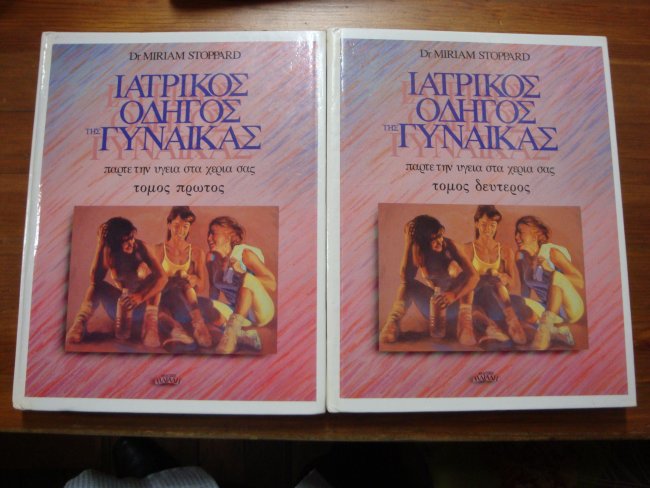 Dr MIRIAM STOPPARD
ΙΑΤΡΙΚΟΣ
ΟΔΗΓΟΣ
ΤΗΣ ΓΥΝΑΙΚΑΣ
παρτε την υγεια στα χερια σας
τομος πρωτος
Dr MIRIAM STOPPARD
ΙΑΤΡΙΚΟΣ
ΟΔΗΓΟΣ
ΤΗΣ ΓΥΝΑΙΚΑΣ
παρτε την υγεια στα χερια σας
τομος δευτερος